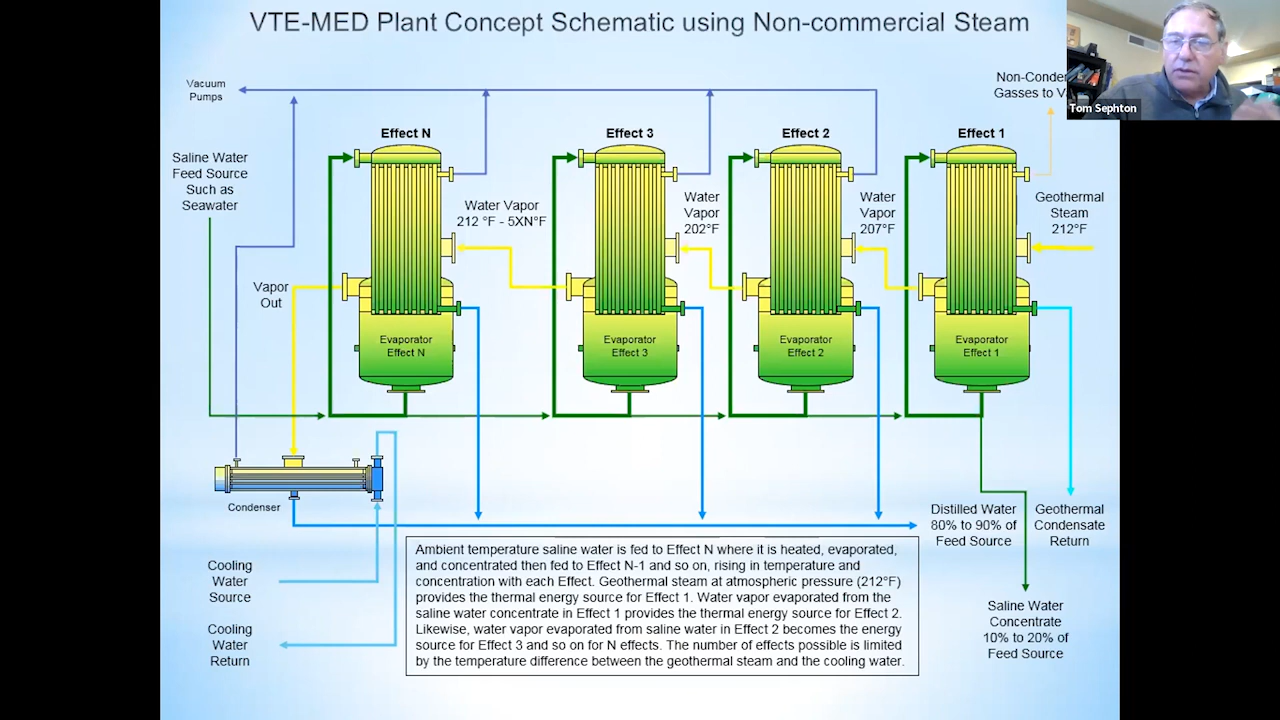 VTE-MED Plant Concept Schematic using Non-commercial Steam
Tom Sephton
Vacuum
Pumps
Non-Conden
Gasses to V
Effect N
Effect 3
Effect 2
Effect 1
Saline Water
Feed Source
Such as
Seawater
Water Vapor
212 °F - 5XN°F
Water
Vapor
202°F
Water
Vapor
207°F
Geothermal
Steam
212°F
Vapor
Out
Evaporator
Effect N
Evaporator
Effect 3
Evaporator
Effect 2
Evaporator
Effect 1
Condenser
Distilled Water
80% to 90% of
Feed Source
Geothermal
Condensate
Return
Cooling
Water
Source
Cooling
Water
Return
Ambient temperature saline water is fed to Effect N where it is heated, evaporated,
and concentrated then fed to Effect N-1 and so on, rising in temperature and
concentration with each Effect. Geothermal steam at atmospheric pressure (212°F)
provides the thermal energy source for Effect 1. Water vapor evaporated from the
saline water concentrate in Effect 1 provides the thermal energy source for Effect 2.
Likewise, water vapor evaporated from saline water in Effect 2 becomes the energy
source for Effect 3 and so on for N effects. The number of effects possible is limited
by the temperature difference between the geothermal steam and the cooling water.
Saline Water
Concentrate
10% to 20% of
Feed Source